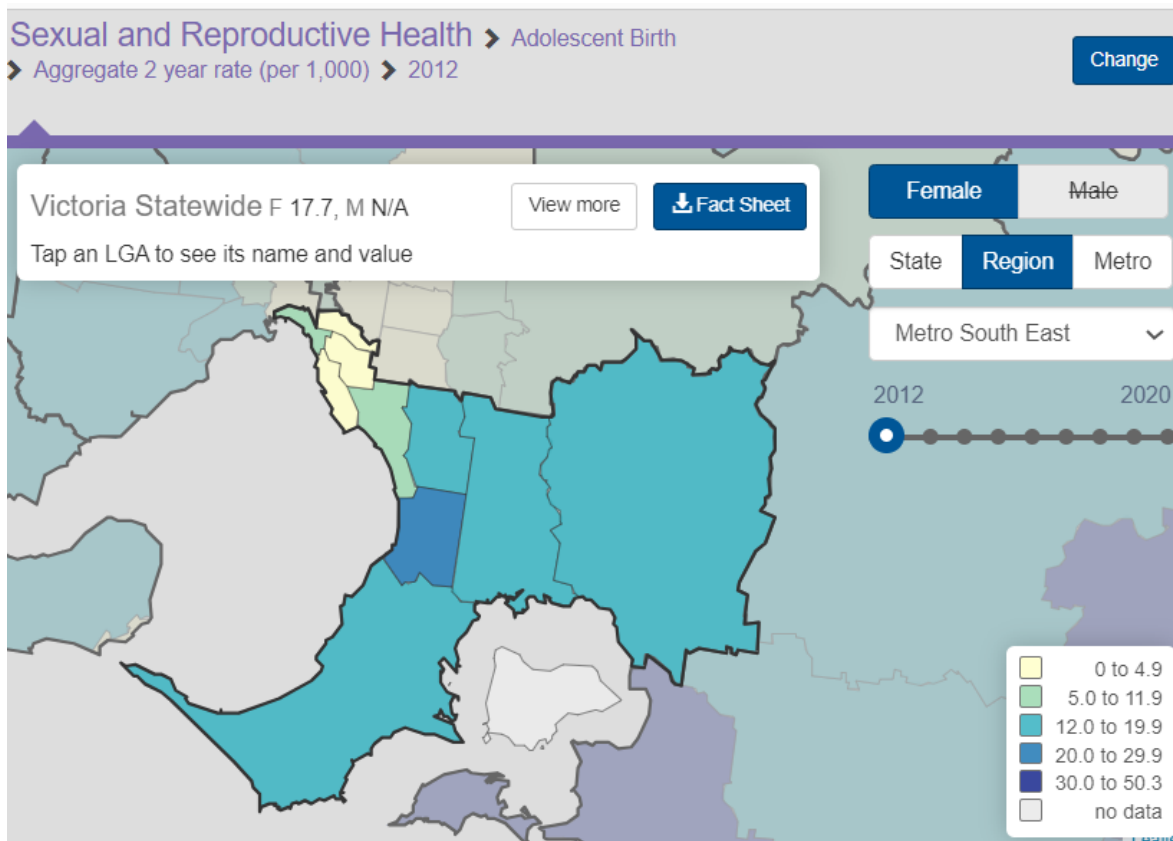 Sexual and Reproductive Health > Adolescent Birth
> Aggregate 2 year rate (per 1,000) > 2012
Change
Victoria Statewide F 17.7, M N/A
View more
Fact Sheet
Tap an LGA to see its name and value
Female
Male
State
Region
Metro
Metro South East
2012
2020
0 to 4.9
5.0 to 11.9
12.0 to 19.9
20.0 to 29.9
30.0 to 50.3
no data